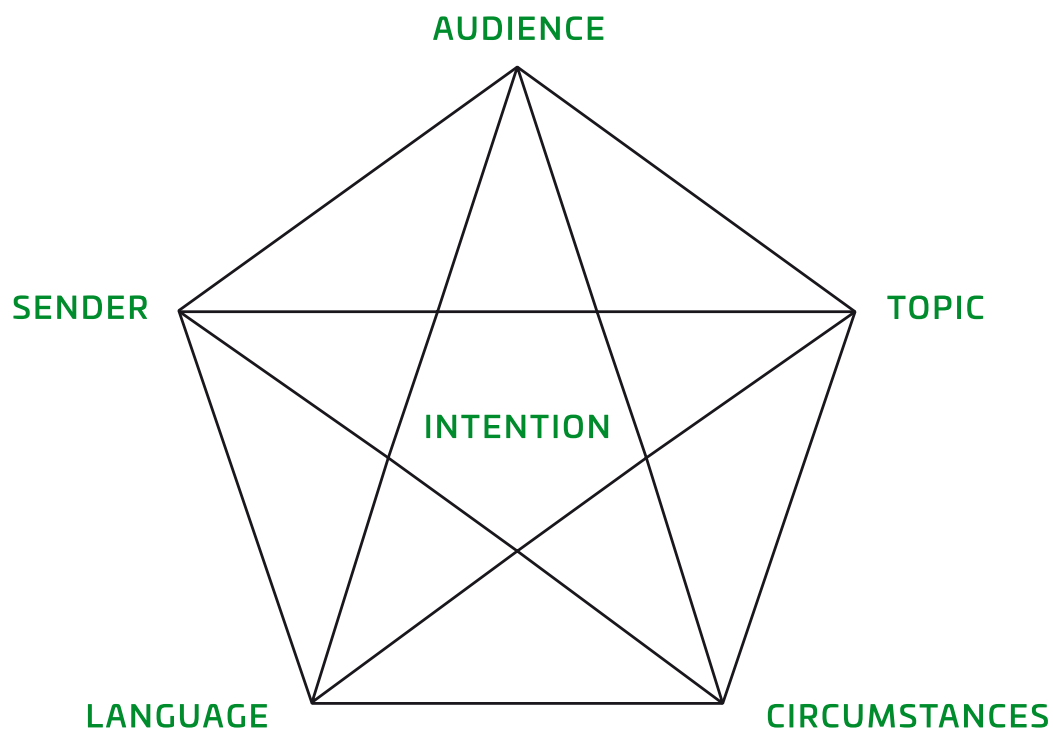 AUDIENCE
SENDER
TOPIC
INTENTION
LANGUAGE
CIRCUMSTANCES